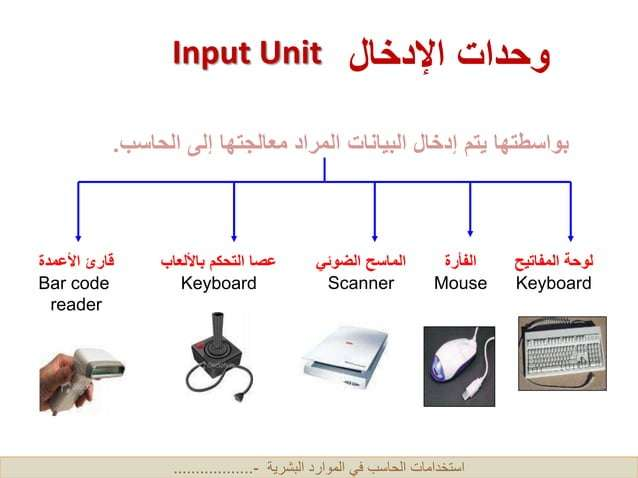 وحدات الإدخال Input Unit
بواسطتها يتم إدخال البيانات المراد معالجتها إلى الحاسب.
لوحة المفاتيح
Keyboard
الفأرة
Mouse
الماسح الضوئي
Scanner
عصا التحكم بالألعاب
Keyboard
قارئ الأعمدة
Bar code
reader
استخدامات الحاسب في الموارد البشرية -..................